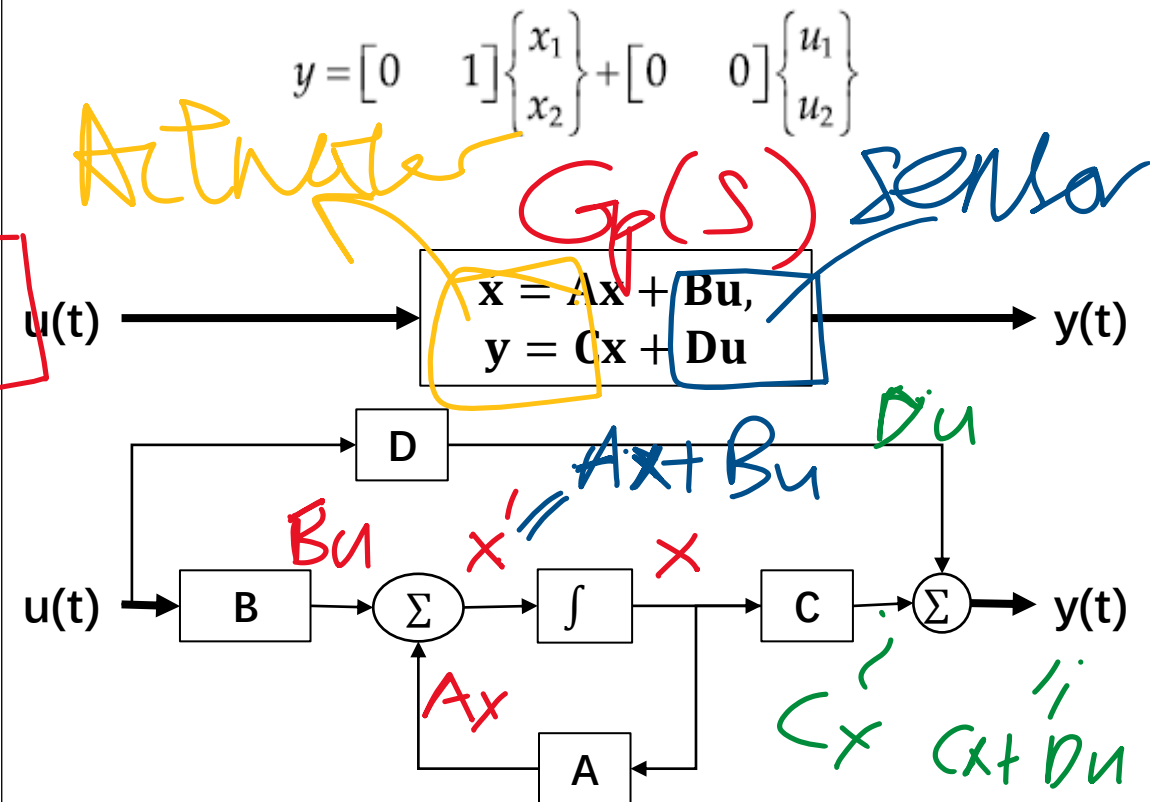 y = [0 1] {x₁ x₂} + [0 0] {u₁ u₂}
Actuator
Gp(s)
sensor
u(t)
ẋ = Ax + Bu,
y = Cx + Du
y(t)
D
Du
Ax + Bu
Bu
x'
x
u(t)
B
Σ
∫
C
Σ
y(t)
Ax
A
Cx
Cx + Du